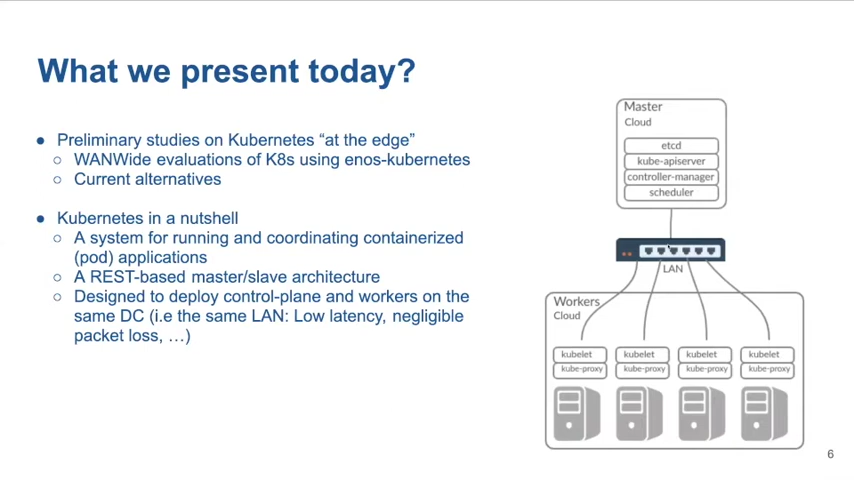 What we present today?
● Preliminary studies on Kubernetes “at the edge”
○ WANWide evaluations of K8s using enos-kubernetes
○ Current alternatives
● Kubernetes in a nutshell
○ A system for running and coordinating containerized
(pod) applications
○ A REST-based master/slave architecture
○ Designed to deploy control-plane and workers on the
same DC (i.e the same LAN: Low latency, negligible
packet loss, …)
Master
Cloud
etcd
kube-apiserver
controller-manager
scheduler
LAN
Workers
Cloud
kubelet kubelet kubelet kubelet
kube-proxy kube-proxy kube-proxy kube-proxy
6